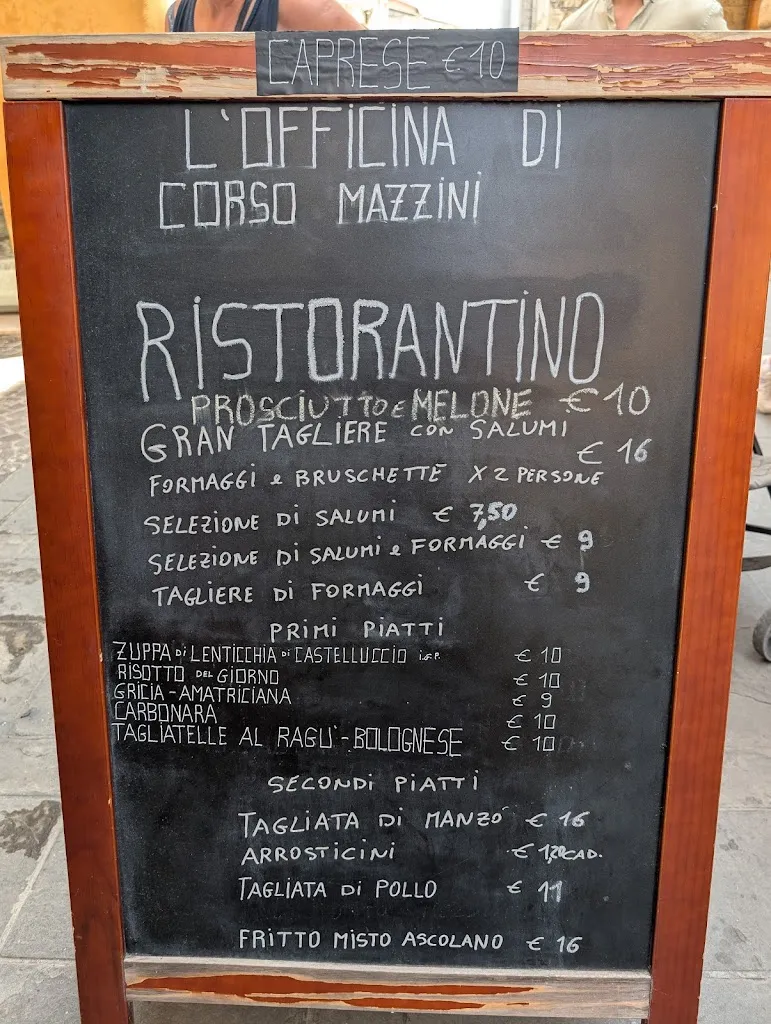 CAPRESE € 10
L'OFFICINA DI
CORSO MAZZINI
RISTORANTINO
PROSCIUTTO e MELONE € 10
GRAN TAGLIERE CON SALUMI € 16
FORMAGGI e BRUSCHETTE X 2 PERSONE
SELEZIONE DI SALUMI € 7,50
SELEZIONE DI SALUMI e FORMAGGI € 9
TAGLIERE DI FORMAGGI € 9
PRIMI PIATTI
ZUPPA di LENTICCHIA di CASTELLUCCIO i.G.P. € 10
RISOTTO DEL GIORNO € 10
GRICIA - AMATRICIANA € 9
CARBONARA € 10
TAGLIATELLE AL RAGU' - BOLOGNESE € 10
SECONDI PIATTI
TAGLIATA DI MANZO € 16
ARROSTICINI € CAD.
TAGLIATA DI POLLO € 11
FRITTO MISTO ASCOLANO € 16